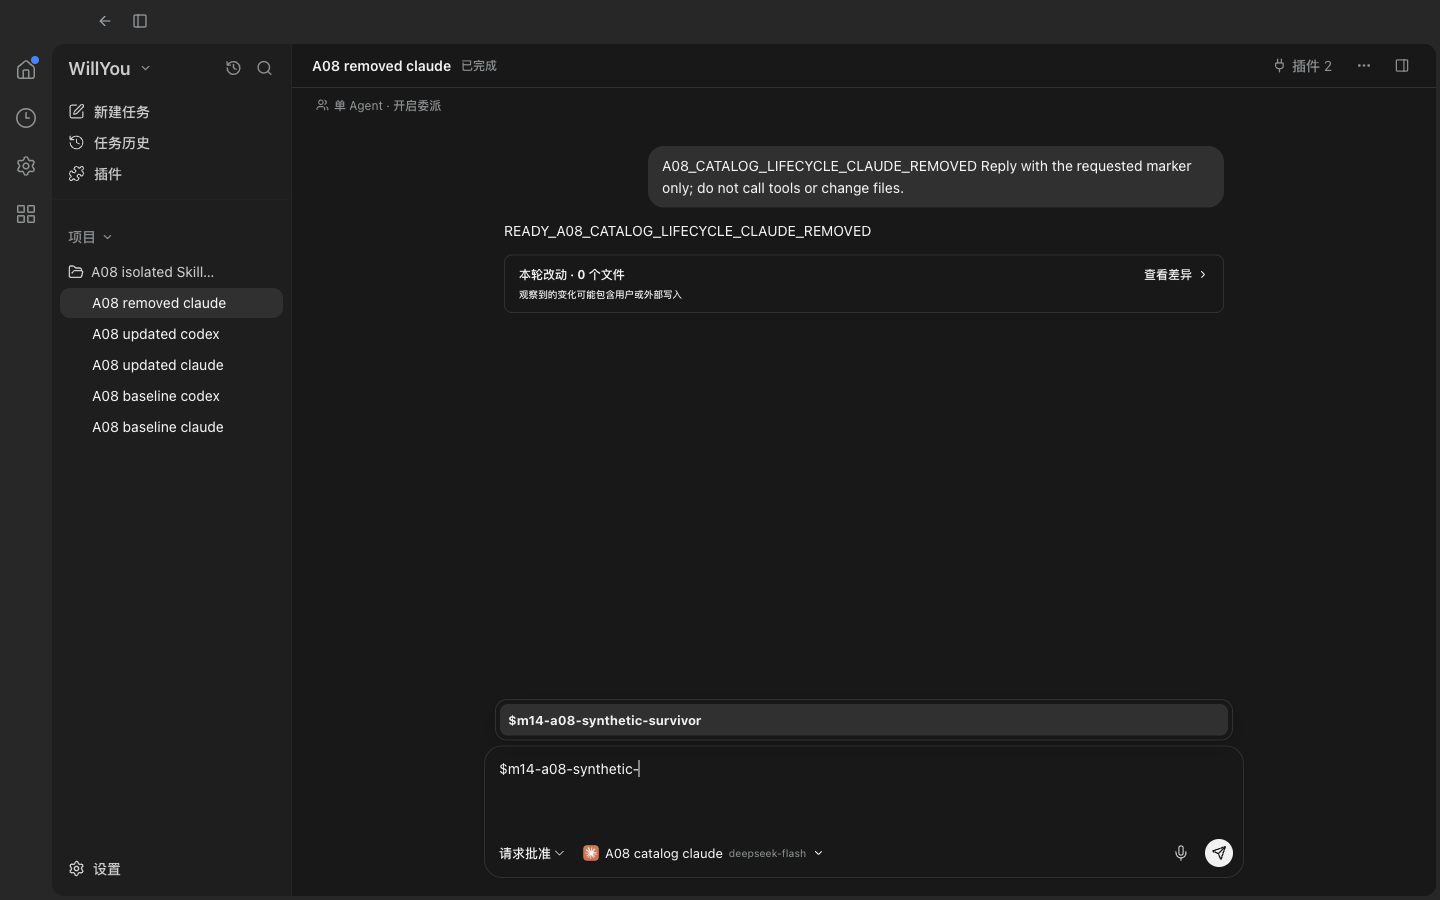 WillYou
新建任务
任务历史
插件
项目
A08 isolated Skill...
A08 removed claude
A08 updated codex
A08 updated claude
A08 baseline codex
A08 baseline claude
设置
A08 removed claude 已完成
插件 2
单 Agent · 开启委派
A08_CATALOG_LIFECYCLE_CLAUDE_REMOVED Reply with the requested marker
only; do not call tools or change files.
READY_A08_CATALOG_LIFECYCLE_CLAUDE_REMOVED
本轮改动 · 0 个文件
查看差异
观察到的变化可能包含用户或外部写入
$m14-a08-synthetic-survivor
$m14-a08-synthetic-
请求批准
A08 catalog claude deepseek-flash